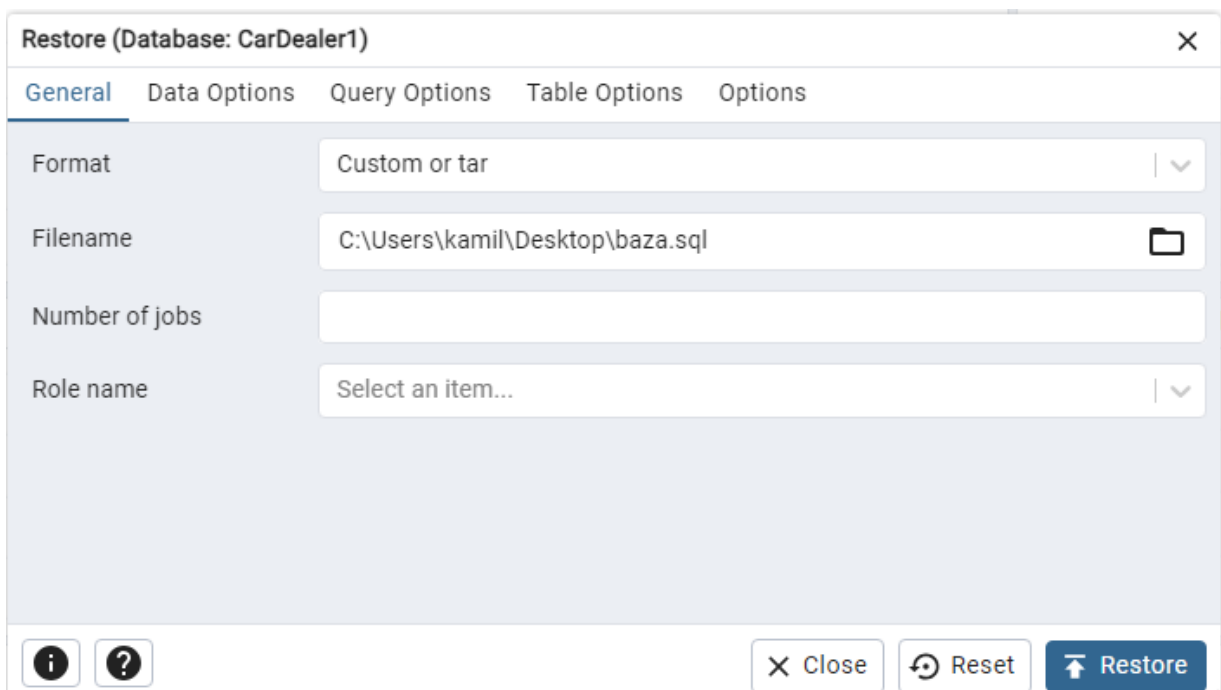 Restore (Database: CarDealer1)
General Data Options Query Options Table Options Options
Format Custom or tar
Filename C:\Users\kamil\Desktop\baza.sql
Number of jobs
Role name Select an item...
Close Reset Restore